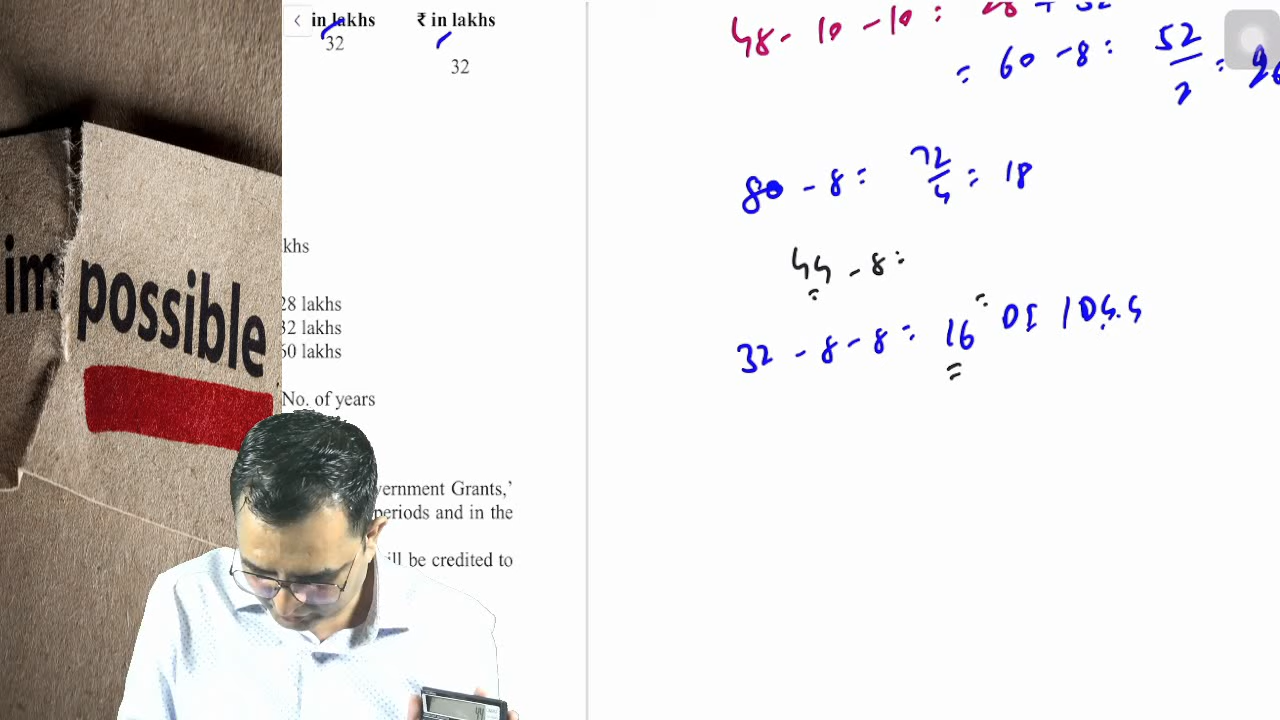 in lakhs ₹ in lakhs
32
32
48 - 10 - 10 =
= 60 - 8 = 52/2 =
80 - 8 = 72/4 = 18
44 - 8 =
32 - 8 - 8 = 16
khs
28 lakhs
32 lakhs
60 lakhs
No. of years
im possible
vernment Grants,’
periods and in the
ill be credited to